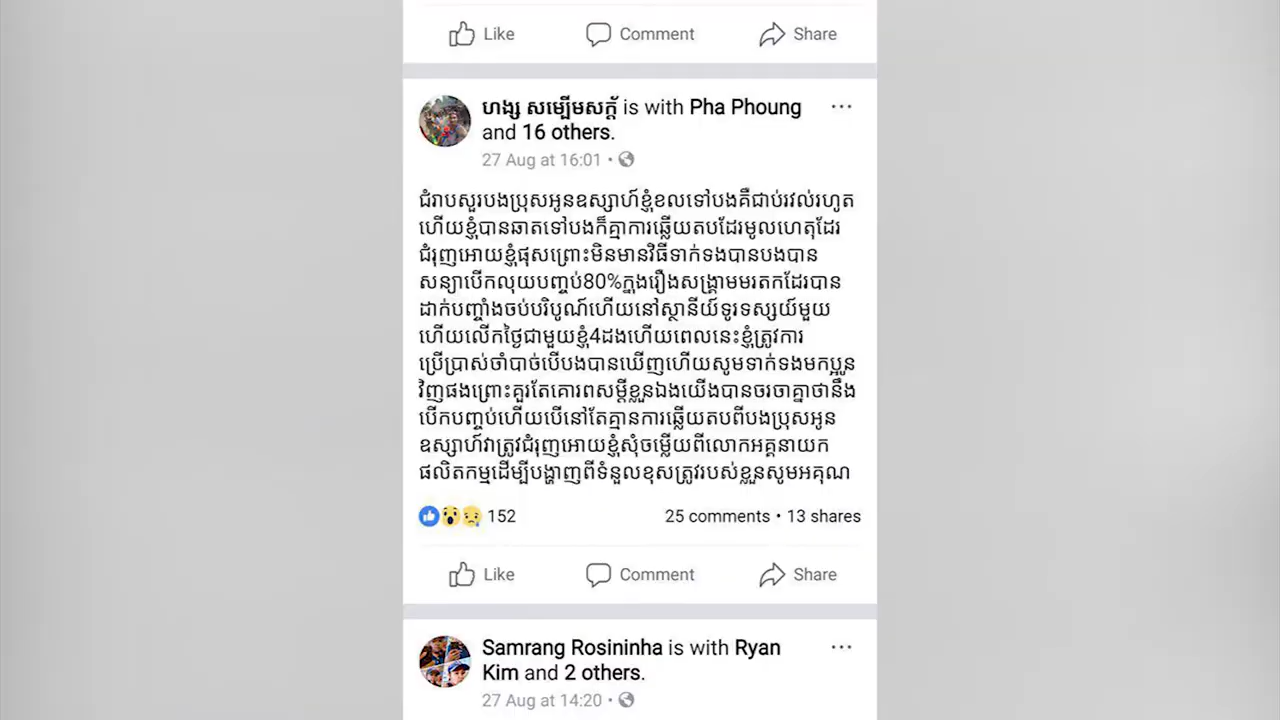 Like Comment Share
ហង្ស សម្បើមសក្ត័ is with Pha Phoung
and 16 others.
27 Aug at 16:01
ជំរាបសួរបងប្រុសអូនឧស្សាហ៍ខ្ញុំខលទៅបងគឺជាប់រវល់រហូត
ហើយខ្ញុំបានឆាតទៅបងក៏គ្មាការឆ្លើយតបដែរមូលហេតុដែរ
ជំរុញអោយខ្ញុំផុសព្រោះមិនមានវិធីទាក់ទងបានបងបាន
សន្យាបើកលុយបញ្ចប់80%ក្នុងរឿងសង្រ្គាមមរតកដែរបាន
ដាក់បញ្ចាំងចប់បរិបូណ៍ហើយនៅស្ថានីយ៍ទូរទស្សយ៍មួយ
ហើយលើកថ្ងៃជាមួយខ្ញុំ4ដងហើយពេលនេះខ្ញុំត្រូវការ
ប្រើប្រាស់ចាំបាច់បើបងបានឃើញហើយសូមទាក់ទងមកប្អូន
វិញផងព្រោះគួរតែគោរពសម្តីខ្លួនឯងយើងបានចរចាគ្នាថានឹង
បើកបញ្ចប់ហើយបើនៅតែគ្មានការឆ្លើយតបពីបងប្រុសអូន
ឧស្សាហ៍វាត្រូវជំរុញអោយខ្ញុំសុំចម្លើយពីលោកអគ្គនាយក
ផលិតកម្មដើម្បីបង្ហាញពីទំនួលខុសត្រូវរបស់ខ្លួនសូមអគុណ
152 25 comments • 13 shares
Like Comment Share
Samrang Rosininha is with Ryan
Kim and 2 others.
27 Aug at 14:20